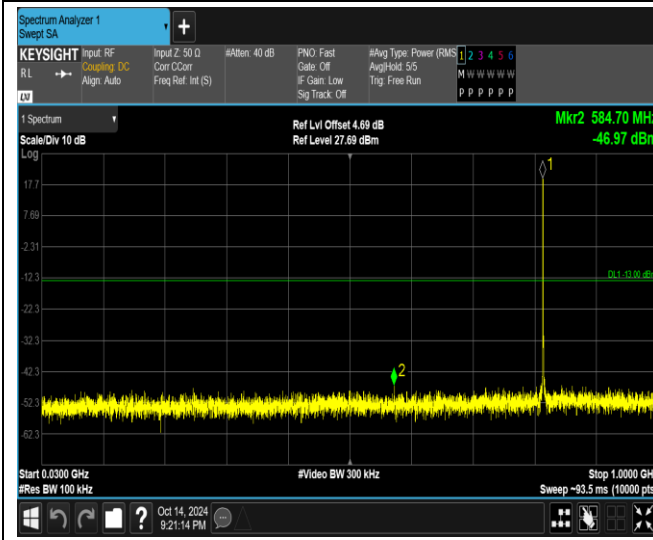 Spectrum Analyzer 1
Swept SA
+
KEYSIGHT
RL
Input: RF
Coupling: DC
Align: Auto
Input Z: 50 Ω
Corr CCorr
Freq Ref: Int (S)
#Atten: 40 dB
PNO: Fast
Gate: Off
IF Gain: Low
Sig Track: Off
#Avg Type: Power (RMS
Avg|Hold: 5/5
Trig: Free Run
1 2 3 4 5 6
M W W W W W
P P P P P P
1 Spectrum
Scale/Div 10 dB
Ref Lvl Offset 4.69 dB
Ref Level 27.69 dBm
Mkr2 584.70 MHz
-46.97 dBm
Log
1
17.7
7.69
-2.31
-12.3
DL1 -13.00 dBm
-22.3
-32.3
-42.3
2
-52.3
-62.3
Start 0.0300 GHz
#Res BW 100 kHz
#Video BW 300 kHz
Stop 1.0000 GH
Sweep ~93.5 ms (10000 pts
?
Oct 14, 2024
9:21:14 PM